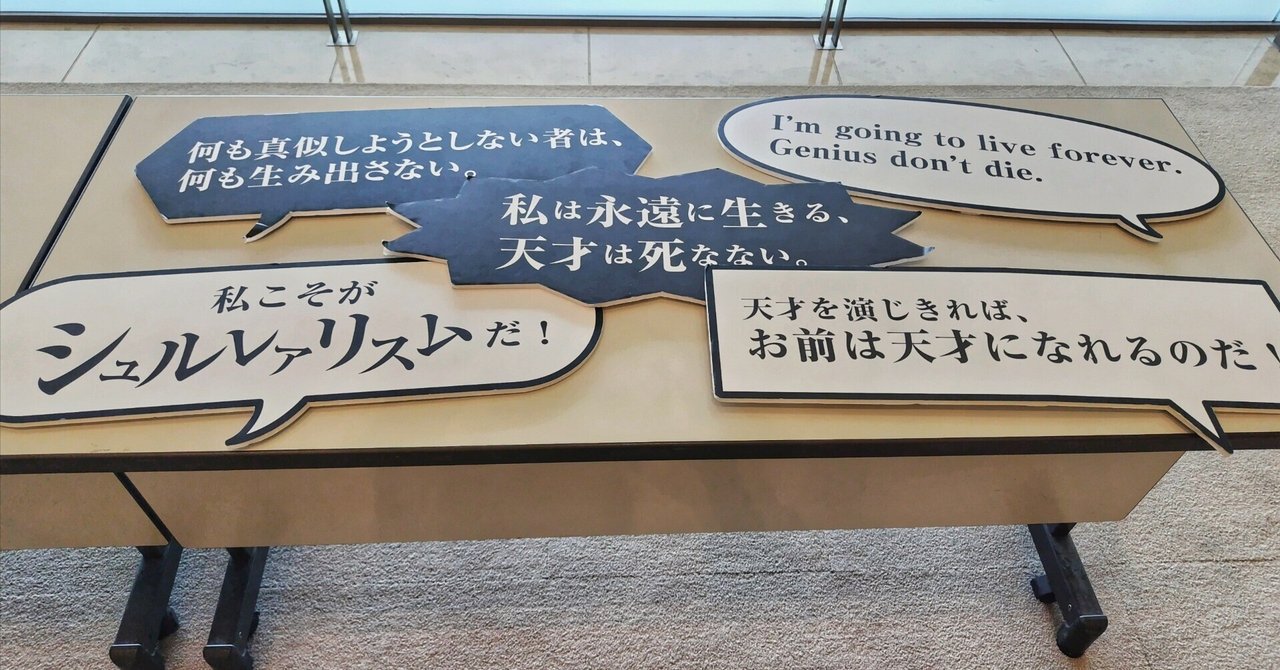 何も真似しようとしない者は、
何も生み出さない。
I'm going to live forever.
Genius don't die.
私は永遠に生きる、
天才は死なない。
私こそが
シュルレアリスムだ！
天才を演じきれば、
お前は天才になれるのだ！